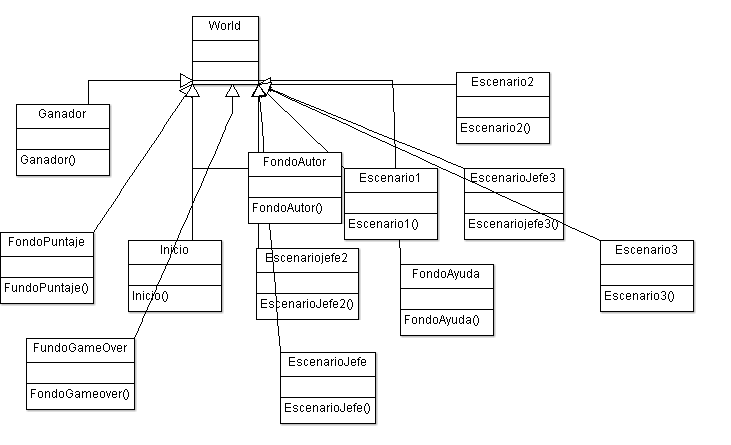 World
Escenario2
Escenario2()
Ganador
Ganador()
FondoAutor
FondoAutor()
Escenario1
Escenario1()
EscenarioJefe3
Escenariojefe3()
FondoPuntaje
FundoPuntaje()
Inicio
Inicio()
Escenariojefe2
EscenarioJefe2()
FondoAyuda
FondoAyuda()
Escenario3
Escenario3()
FundoGameOver
FondoGameover()
EscenarioJefe
EscenarioJefe()